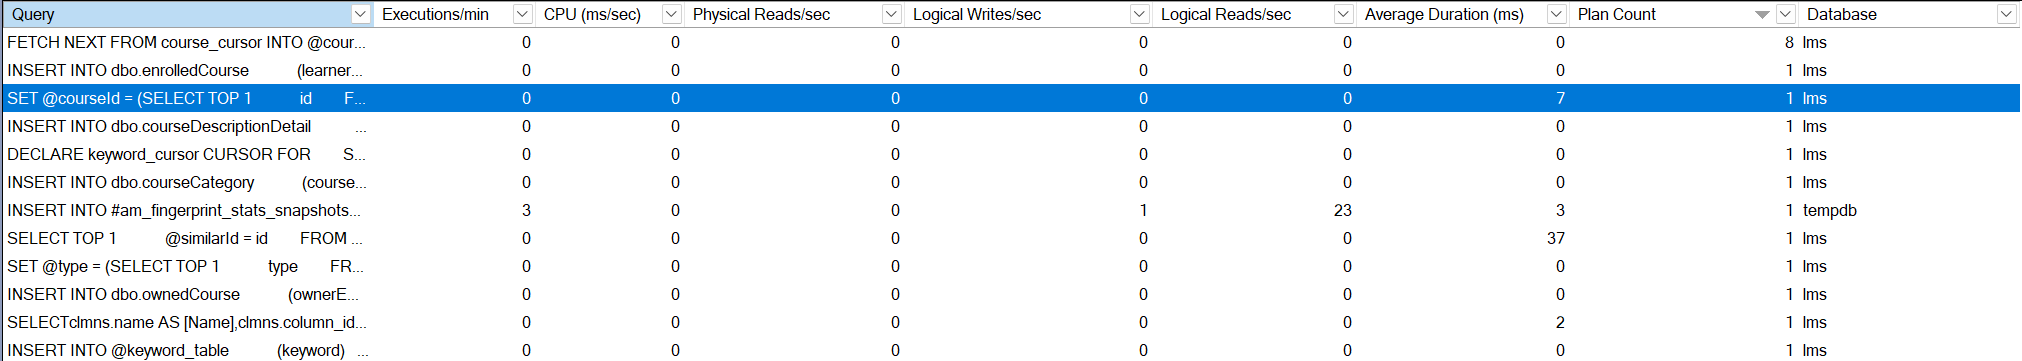 Query Executions/min CPU (ms/sec) Physical Reads/sec Logical Writes/sec Logical Reads/sec Average Duration (ms) Plan Count Database
FETCH NEXT FROM course_cursor INTO @cour... 0 0 0 0 0 0 8 lms
INSERT INTO dbo.enrolledCourse (learner... 0 0 0 0 0 0 1 lms
SET @courseId = (SELECT TOP 1 id F... 0 0 0 0 0 7 1 lms
INSERT INTO dbo.courseDescriptionDetail ... 0 0 0 0 0 0 1 lms
DECLARE keyword_cursor CURSOR FOR S... 0 0 0 0 0 0 1 lms
INSERT INTO dbo.courseCategory (course... 0 0 0 0 0 0 1 lms
INSERT INTO #am_fingerprint_stats_snapshots... 3 0 0 1 23 3 1 tempdb
SELECT TOP 1 @similarId = id FROM ... 0 0 0 0 0 37 1 lms
SET @type = (SELECT TOP 1 type FR... 0 0 0 0 0 0 1 lms
INSERT INTO dbo.ownedCourse (ownerE... 0 0 0 0 0 0 1 lms
SELECTclmns.name AS [Name],clmns.column_id... 0 0 0 0 0 2 1 lms
INSERT INTO @keyword_table (keyword) ... 0 0 0 0 0 0 1 lms